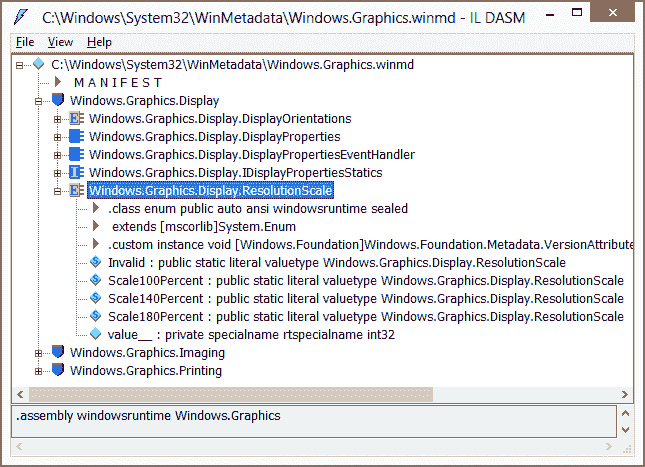 C:\Windows\System32\WinMetadata\Windows.Graphics.winmd - IL DASM
File View Help
C:\Windows\System32\WinMetadata\Windows.Graphics.winmd
M A N I F E S T
Windows.Graphics.Display
Windows.Graphics.Display.DisplayOrientations
Windows.Graphics.Display.DisplayProperties
Windows.Graphics.Display.DisplayPropertiesEventHandler
Windows.Graphics.Display.IDisplayPropertiesStatics
Windows.Graphics.Display.ResolutionScale
.class enum public auto ansi windowsruntime sealed
extends [mscorlib]System.Enum
.custom instance void [Windows.Foundation]Windows.Foundation.Metadata.VersionAttribute
Invalid : public static literal valuetype Windows.Graphics.Display.ResolutionScale
Scale100Percent : public static literal valuetype Windows.Graphics.Display.ResolutionScale
Scale140Percent : public static literal valuetype Windows.Graphics.Display.ResolutionScale
Scale180Percent : public static literal valuetype Windows.Graphics.Display.ResolutionScale
value__ : private specialname rtspecialname int32
Windows.Graphics.Imaging
Windows.Graphics.Printing
.assembly windowsruntime Windows.Graphics